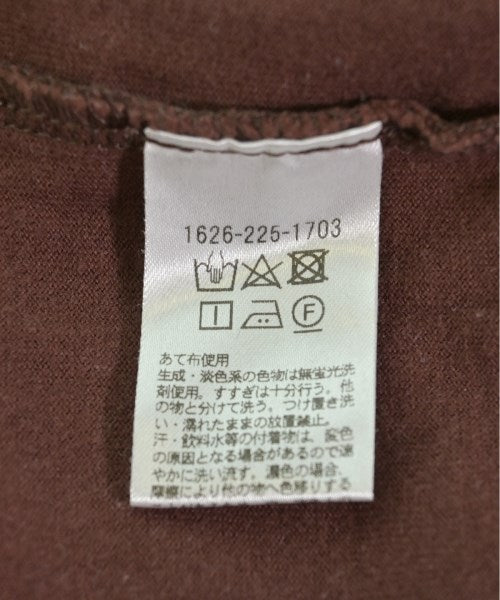 1626-225-1703
F
あて布使用
生成・淡色系の色物は無蛍光洗
剤使用。すすぎは十分行う。他
の物と分けて洗う。つけ置き洗
い・濡れたままの放置禁止。
汗・飲料水等の付着物は、変色
の原因となる場合があるので速
やかに洗い流す。濃色の場合、
摩擦により他の物へ色移りする